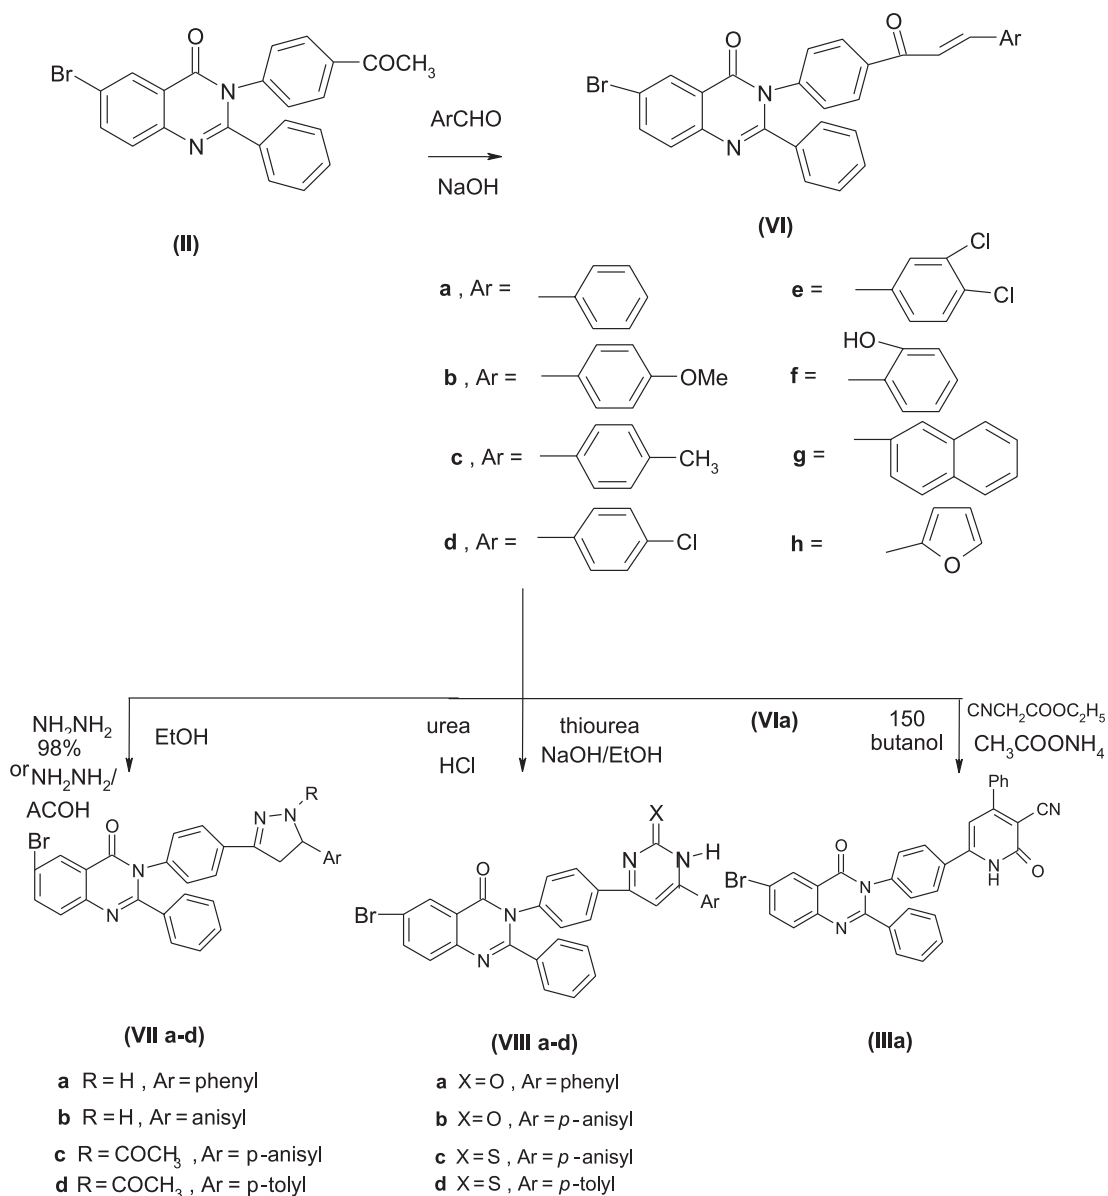 O
Br
N
N
COCH3
(II)
ArCHO
NaOH
O
Br
N
N
O
Ar
(VI)
a , Ar =
b , Ar =
OMe
c , Ar =
CH3
d , Ar =
Cl
e =
Cl
Cl
f =
HO
g =
h =
O
NH2NH2
98%
or NH2NH2/
ACOH
EtOH
urea
HCl
thiourea
NaOH/EtOH
(VIa)
150
butanol
CNCH2COOC2H5
CH3COONH4
Br
O
N
N
N
N
R
Ar
(VII a-d)
a R = H , Ar = phenyl
b R = H , Ar = anisyl
c R = COCH3 , Ar = p-anisyl
d R = COCH3 , Ar = p-tolyl
Br
O
N
N
X
N
N
H
Ar
(VIII a-d)
a X = O , Ar = phenyl
b X = O , Ar = p-anisyl
c X = S , Ar = p-anisyl
d X = S , Ar = p-tolyl
Ph
CN
O
N
H
O
Br
N
N
(IIIa)